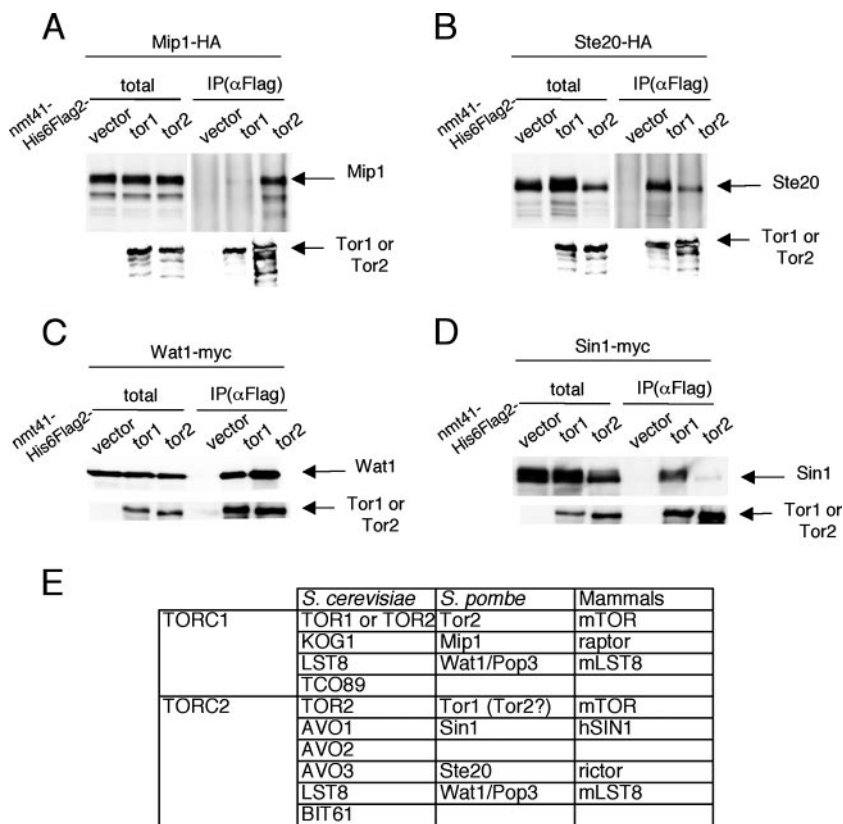 A
Mip1-HA
total IP(αFlag)
nmt41-
His6Flag2-
vector tor1 tor2 vector tor1 tor2
Mip1
Tor1 or
Tor2
B
Ste20-HA
total IP(αFlag)
nmt41-
His6Flag2-
vector tor1 tor2 vector tor1 tor2
Ste20
Tor1 or
Tor2
C
Wat1-myc
total IP(αFlag)
nmt41-
His6Flag2-
vector tor1 tor2 vector tor1 tor2
Wat1
Tor1 or
Tor2
D
Sin1-myc
total IP(αFlag)
nmt41-
His6Flag2-
vector tor1 tor2 vector tor1 tor2
Sin1
Tor1 or
Tor2
E
S. cerevisiae S. pombe Mammals
TORC1 TOR1 or TOR2 Tor2 mTOR
KOG1 Mip1 raptor
LST8 Wat1/Pop3 mLST8
TCO89
TORC2 TOR2 Tor1 (Tor2?) mTOR
AVO1 Sin1 hSIN1
AVO2
AVO3 Ste20 rictor
LST8 Wat1/Pop3 mLST8
BIT61